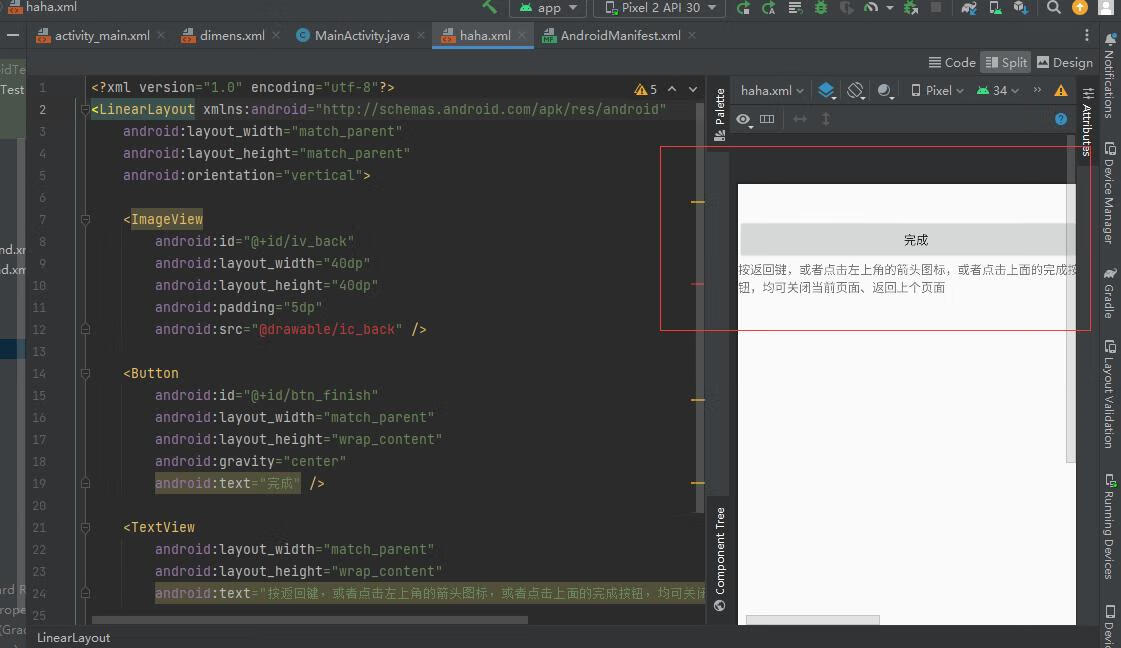 haha.xml
app
Pixel 2 API 30
activity_main.xml
dimens.xml
MainActivity.java
haha.xml
AndroidManifest.xml
Code
Split
Design
Test
1 <?xml version="1.0" encoding="utf-8"?>
5
2 <LinearLayout xmlns:android="http://schemas.android.com/apk/res/android"
3 android:layout_width="match_parent"
4 android:layout_height="match_parent"
5 android:orientation="vertical">
6
7 <ImageView
8 android:id="@+id/iv_back"
9 android:layout_width="40dp"
10 android:layout_height="40dp"
11 android:padding="5dp"
12 android:src="@drawable/ic_back" />
13
14 <Button
15 android:id="@+id/btn_finish"
16 android:layout_width="match_parent"
17 android:layout_height="wrap_content"
18 android:gravity="center"
19 android:text="完成" />
20
21 <TextView
22 android:layout_width="match_parent"
23 android:layout_height="wrap_content"
24 android:text="按返回键，或者点击左上角的箭头图标，或者点击上面的完成按钮，均可关闭
25
LinearLayout
Palette
Component Tree
haha.xml
Pixel
34
完成
按返回键，或者点击左上角的箭头图标，或者点击上面的完成按
钮，均可关闭当前页面、返回上个页面
Attributes
Notifications
Device Manager
Gradle
Layout Validation
Running Devices